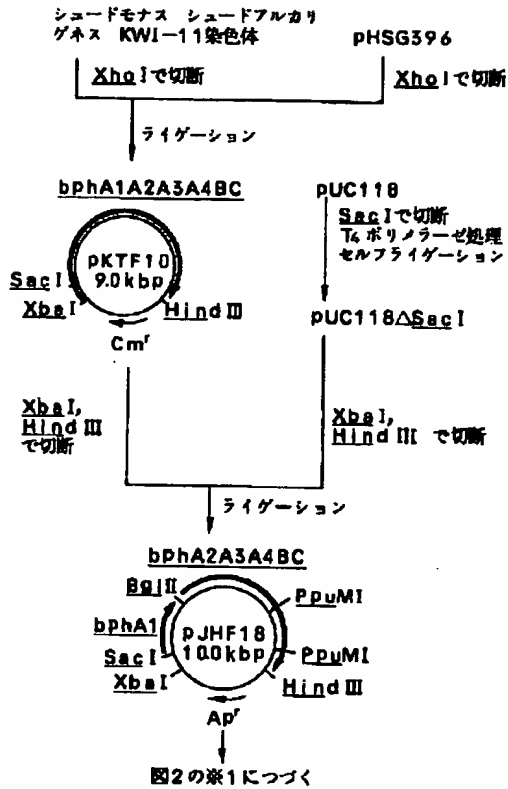 シュードモナス シュードアルカリ
ゲネス KWI-11染色体
pHSG396
XhoIで切断
XhoIで切断
ライゲーション
bphA1A2A3A4BC
pUC118
SacIで切断
T4ポリメラーゼ処理
セルフライゲーション
pKTF10
9.0kbp
SacI
XbaI
HindIII
Cmr
pUC118△SacI
XbaI,
HindIII
で切断
XbaI,
HindIII で切断
ライゲーション
bphA2A3A4BC
BglII
PpuMI
bphA1
pJHF18
10.0kbp
SacI
PpuMI
XbaI
HindIII
Apr
図2の※1につづく